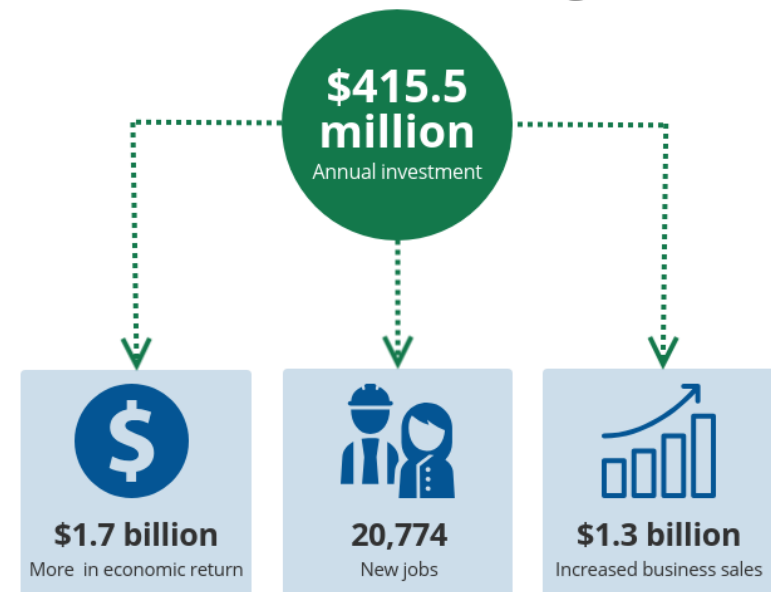 $415.5
million
Annual investment
$1.7 billion
More in economic return
20,774
New jobs
$1.3 billion
Increased business sales